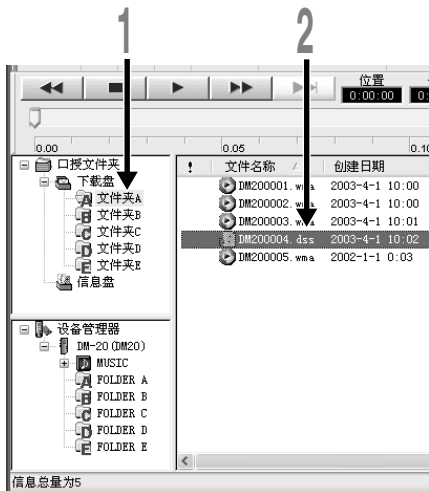 1 2
位置
0:00:00 0:
0.00 0.05 0.10
口授文件夹
下载盘
文件夹A
文件夹B
文件夹C
文件夹D
文件夹E
信息盘
! 文件名称 / 创建日期
DM200001.wma 2003-4-1 10:00
DM200002.wma 2003-4-1 10:00
DM200003.wma 2003-4-1 10:01
DM200004.dss 2003-4-1 10:02
DM200005.wma 2002-1-1 0:03
设备管理器
DM-20 (DM20)
MUSIC
FOLDER A
FOLDER B
FOLDER C
FOLDER D
FOLDER E
信息总量为5